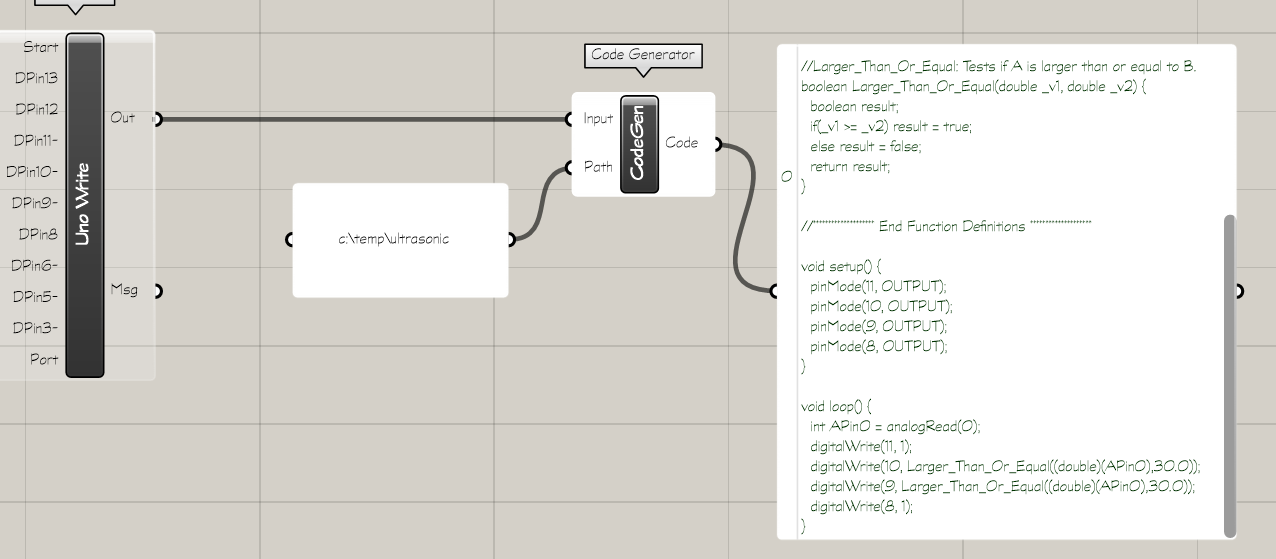 Start
DPin13
DPin12
DPin11~
DPin10~
DPin9~
DPin8
DPin6~
DPin5~
DPin3~
Port
Uno Write
Out
Msg
c:\temp\ultrasonic
Code Generator
Input
Path
CodeGen
Code
0
//Larger_Than_Or_Equal: Tests if A is larger than or equal to B.
boolean Larger_Than_Or_Equal(double _v1, double _v2) {
boolean result;
if(_v1 >= _v2) result = true;
else result = false;
return result;
}
//******************** End Function Definitions ********************
void setup() {
pinMode(11, OUTPUT);
pinMode(10, OUTPUT);
pinMode(9, OUTPUT);
pinMode(8, OUTPUT);
}
void loop() {
int APin0 = analogRead(0);
digitalWrite(11, 1);
digitalWrite(10, Larger_Than_Or_Equal((double)(APin0),30.0));
digitalWrite(9, Larger_Than_Or_Equal((double)(APin0),30.0));
digitalWrite(8, 1);
}